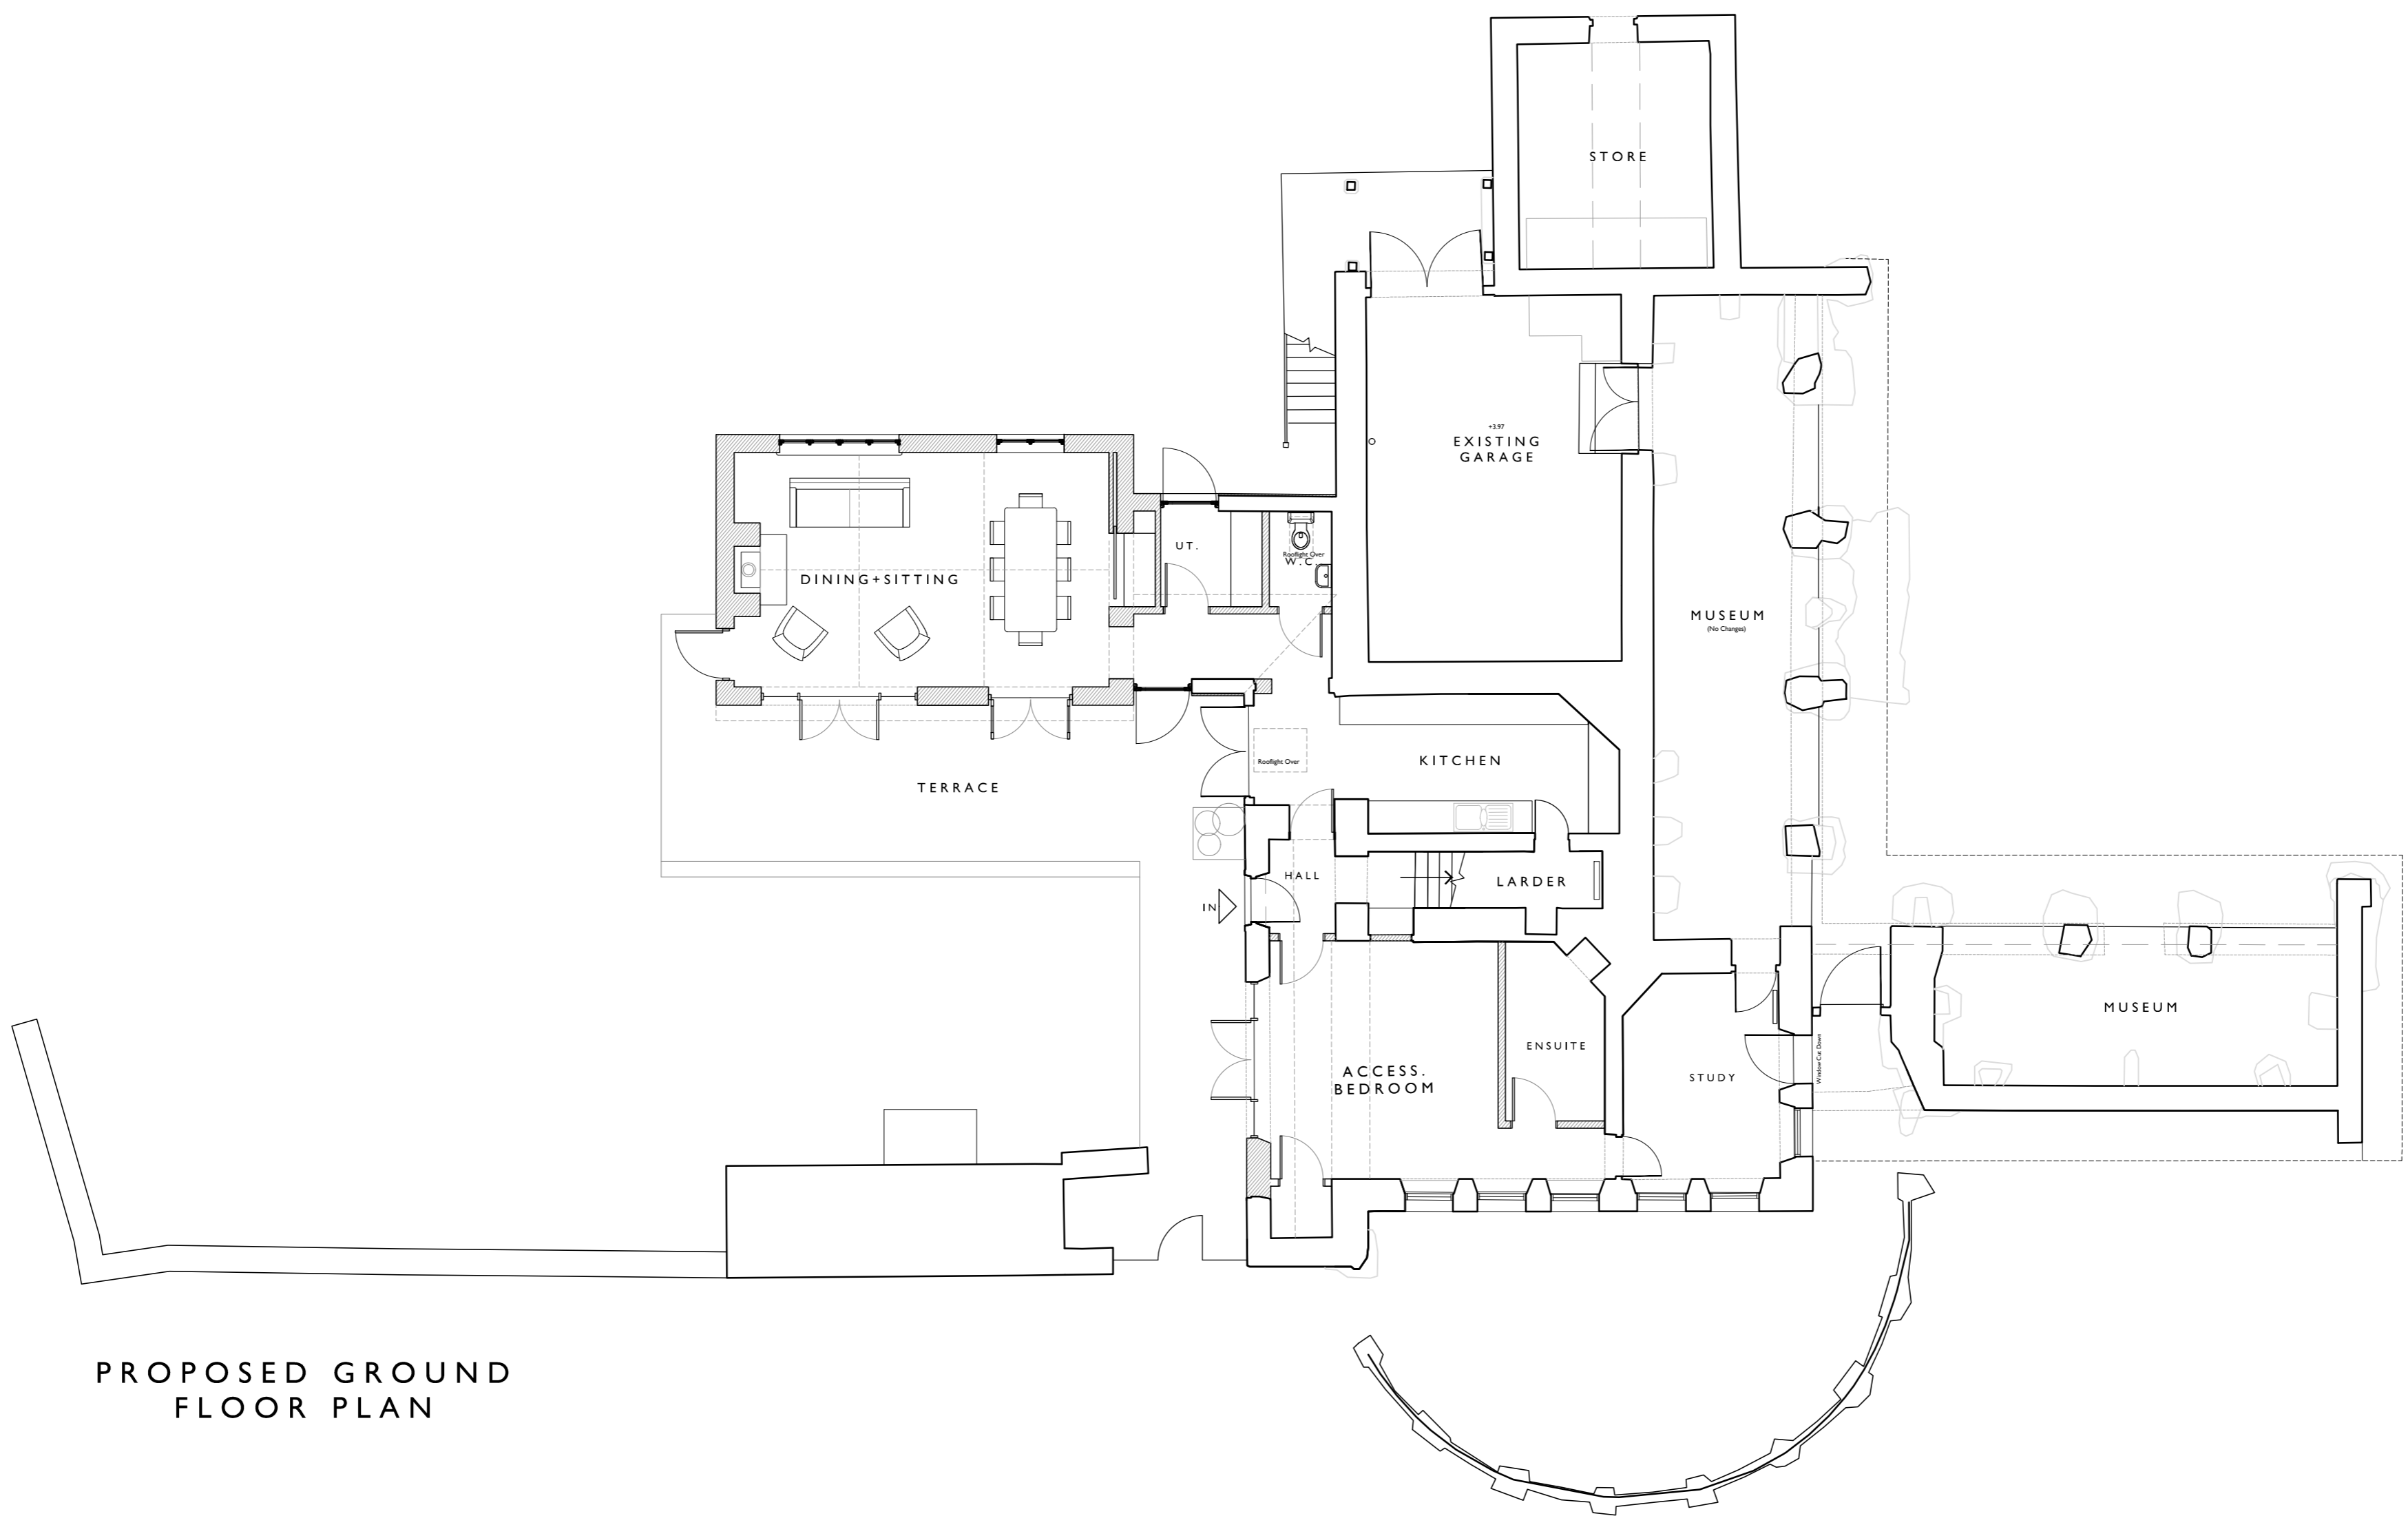 STORE
+3.97
EXISTING
GARAGE
UT.
Rooflight Over
W.C.
DINING+SITTING
MUSEUM
(No Changes)
Rooflight Over
KITCHEN
TERRACE
HALL
LARDER
IN
MUSEUM
Window Cut Down
ENSUITE
ACCESS.
BEDROOM
STUDY
PROPOSED GROUND
FLOOR PLAN